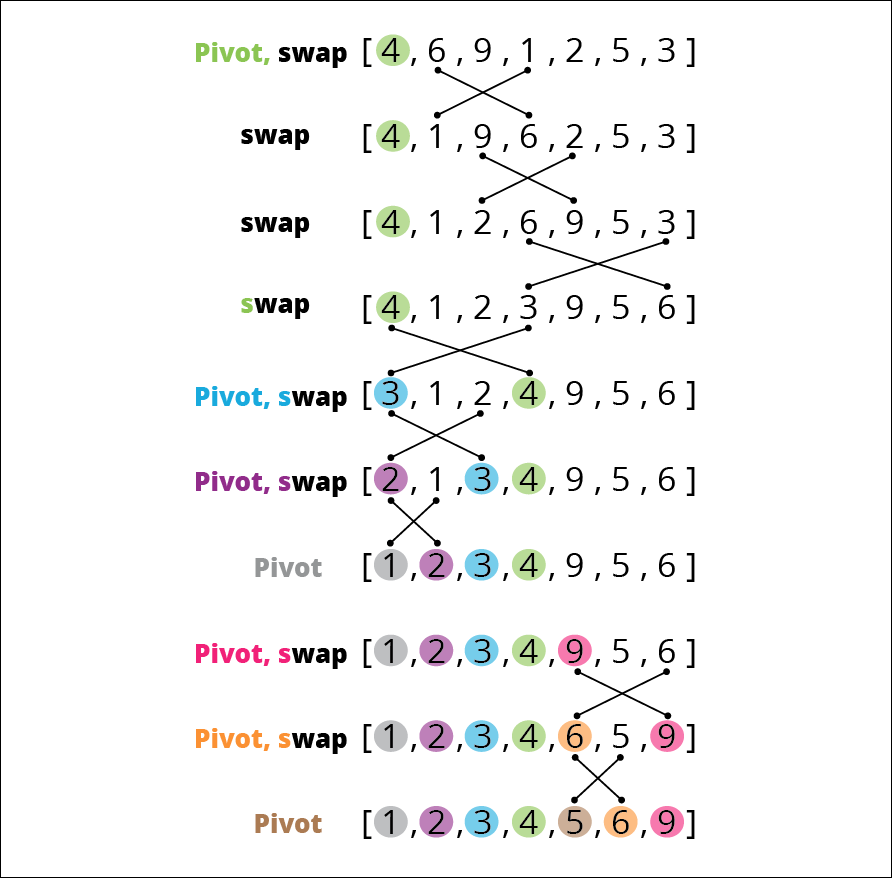 Pivot, swap [ 4 , 6 , 9 , 1 , 2 , 5 , 3 ]
swap [ 4 , 1 , 9 , 6 , 2 , 5 , 3 ]
swap [ 4 , 1 , 2 , 6 , 9 , 5 , 3 ]
swap [ 4 , 1 , 2 , 3 , 9 , 5 , 6 ]
Pivot, swap [ 3 , 1 , 2 , 4 , 9 , 5 , 6 ]
Pivot, swap [ 2 , 1 , 3 , 4 , 9 , 5 , 6 ]
Pivot [ 1 , 2 , 3 , 4 , 9 , 5 , 6 ]
Pivot, swap [ 1 , 2 , 3 , 4 , 9 , 5 , 6 ]
Pivot, swap [ 1 , 2 , 3 , 4 , 6 , 5 , 9 ]
Pivot [ 1 , 2 , 3 , 4 , 5 , 6 , 9 ]